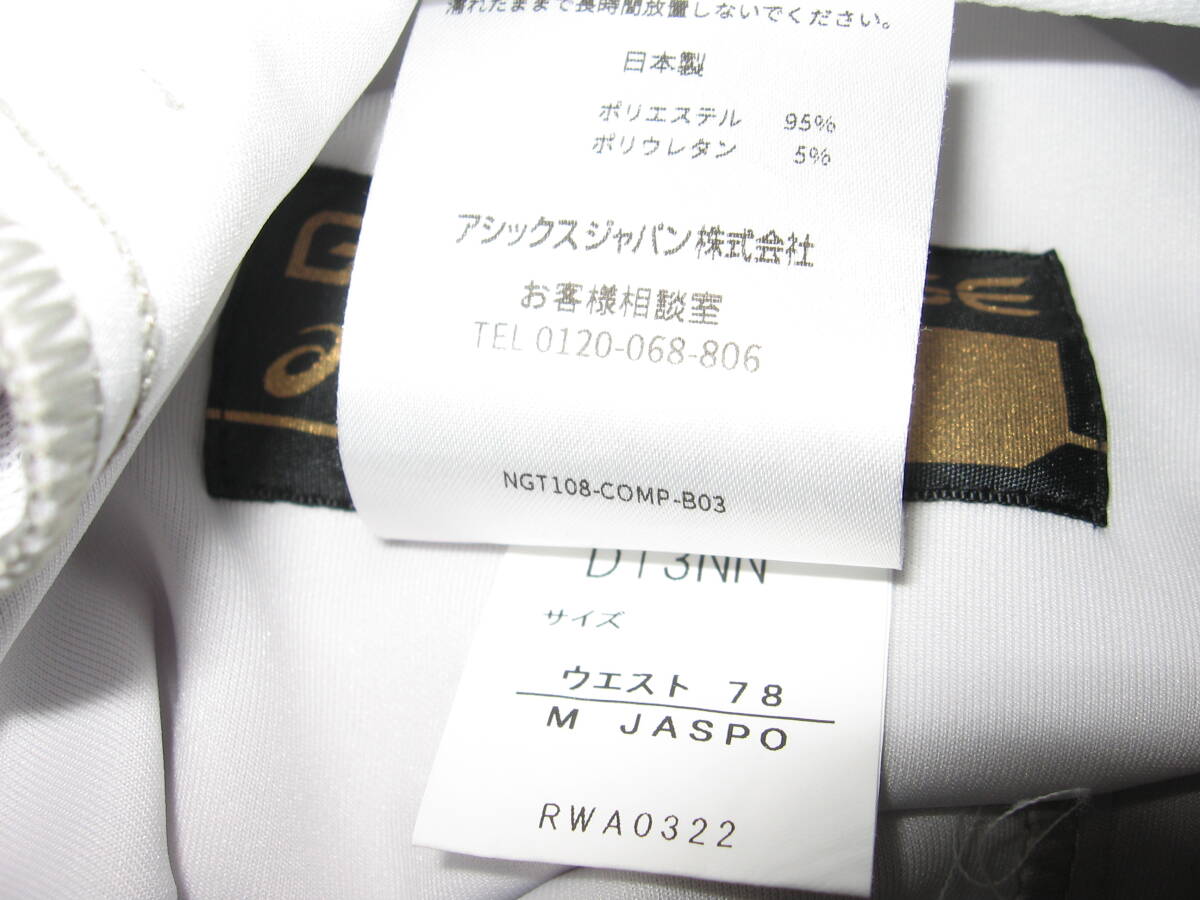 濡れたままで長時間放置しないでください。
日本製
ポリエステル 95%
ポリウレタン 5%
アシックスジャパン株式会社
お客様相談室
TEL 0120-068-806
NGT108-COMP-B03
サイズ
ウエスト 78
M JASPO
RWA0322